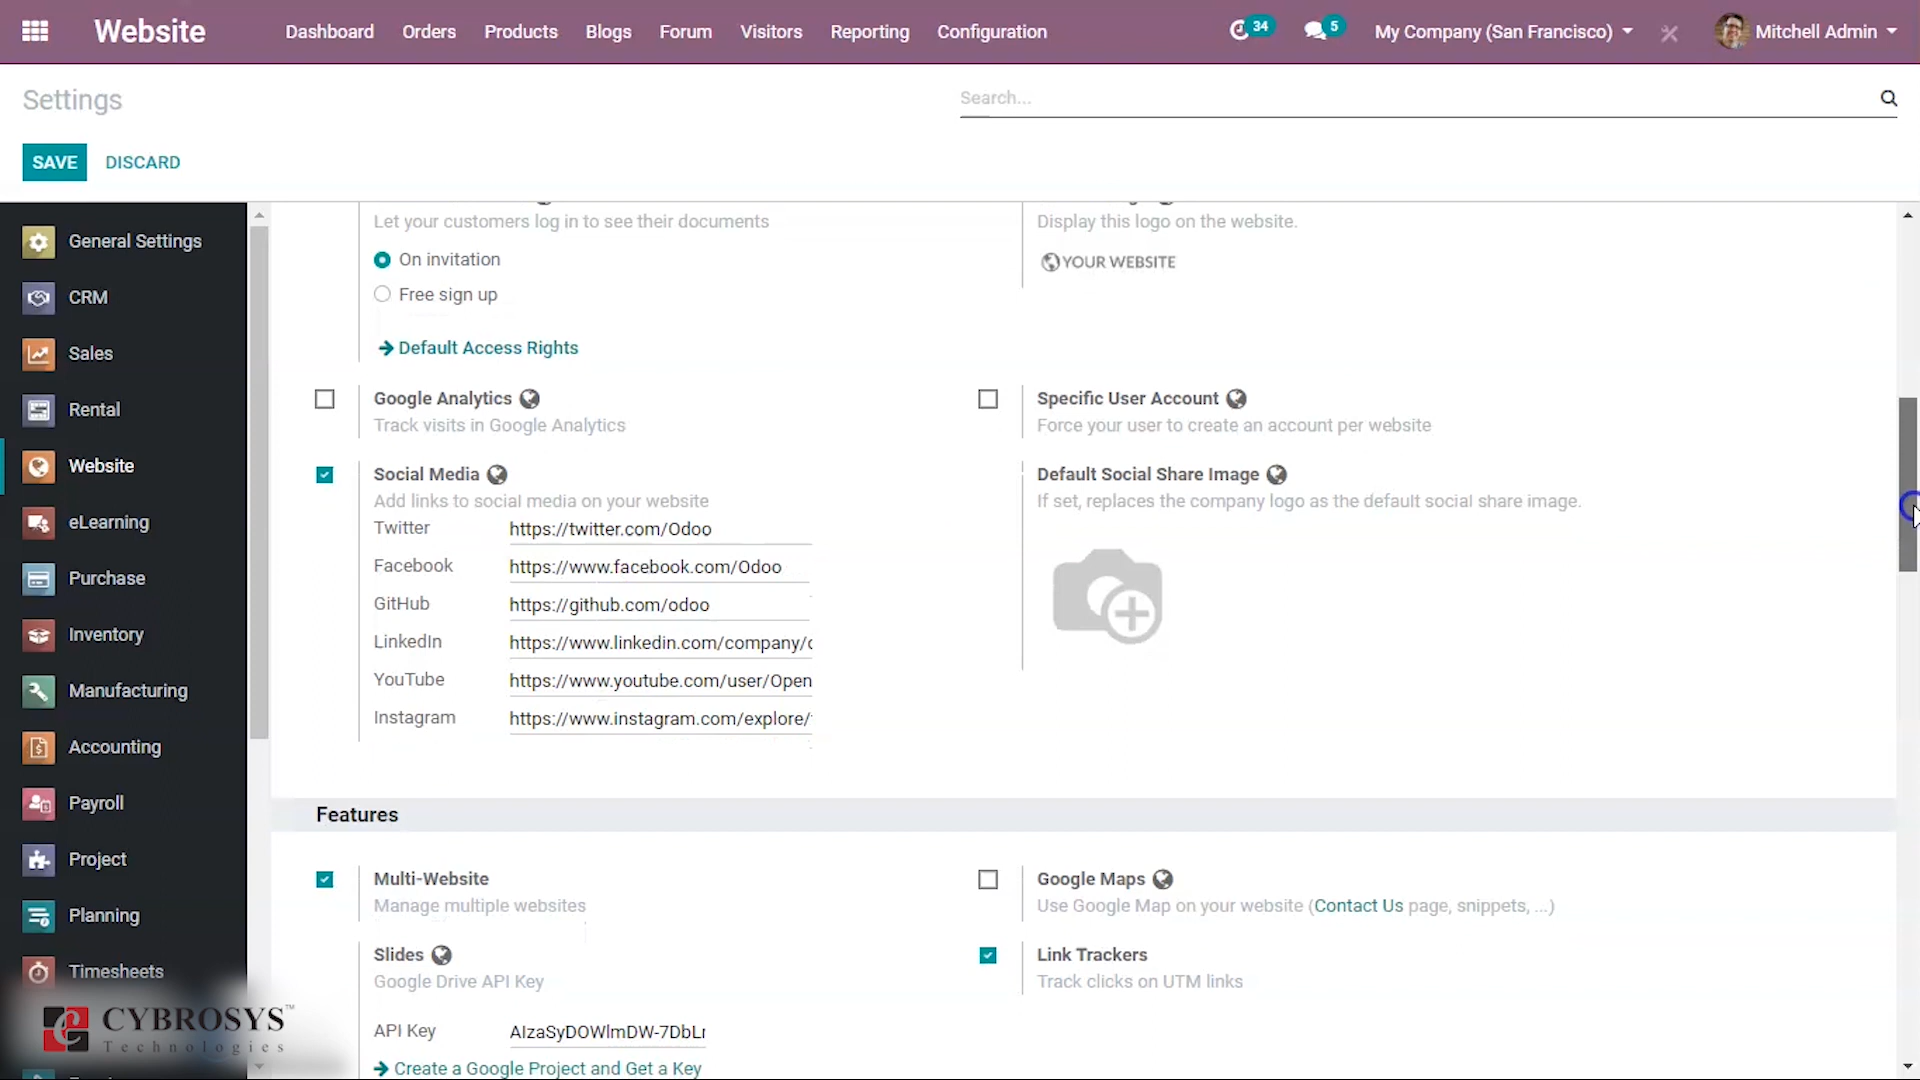 Website
Dashboard
Orders
Products
Blogs
Forum
Visitors
Reporting
Configuration
34
5
My Company (San Francisco)
Mitchell Admin
Settings
Search...
SAVE
DISCARD
General Settings
CRM
Sales
Rental
Website
eLearning
Purchase
Inventory
Manufacturing
Accounting
Payroll
Project
Planning
Timesheets
CYBROSYS™
Technologies
Let your customers log in to see their documents
On invitation
Free sign up
Default Access Rights
Display this logo on the website.
YOUR WEBSITE
Google Analytics
Track visits in Google Analytics
Specific User Account
Force your user to create an account per website
Social Media
Add links to social media on your website
Twitter https://twitter.com/Odoo
Facebook https://www.facebook.com/Odoo
GitHub https://github.com/odoo
LinkedIn https://www.linkedin.com/company/
YouTube https://www.youtube.com/user/Open
Instagram https://www.instagram.com/explore/
Default Social Share Image
If set, replaces the company logo as the default social share image.
Features
Multi-Website
Manage multiple websites
Google Maps
Use Google Map on your website (Contact Us page, snippets, ...)
Slides
Google Drive API Key
Link Trackers
Track clicks on UTM links
API Key AIzaSyDOWlmDW-7DbLr
Create a Google Project and Get a Key